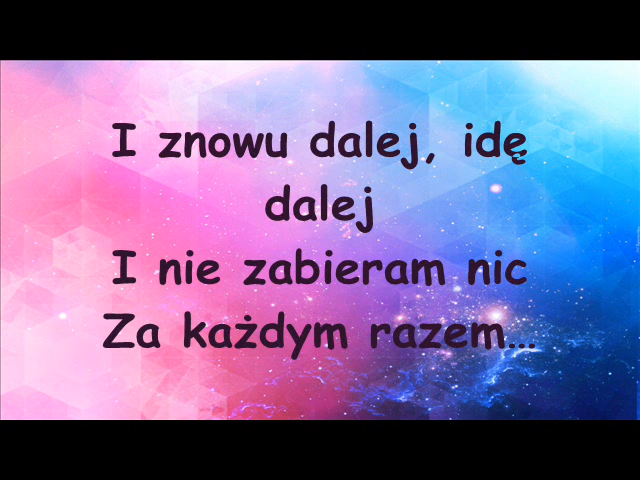 I znowu dalej, idę
dalej
I nie zabieram nic
Za każdym razem...